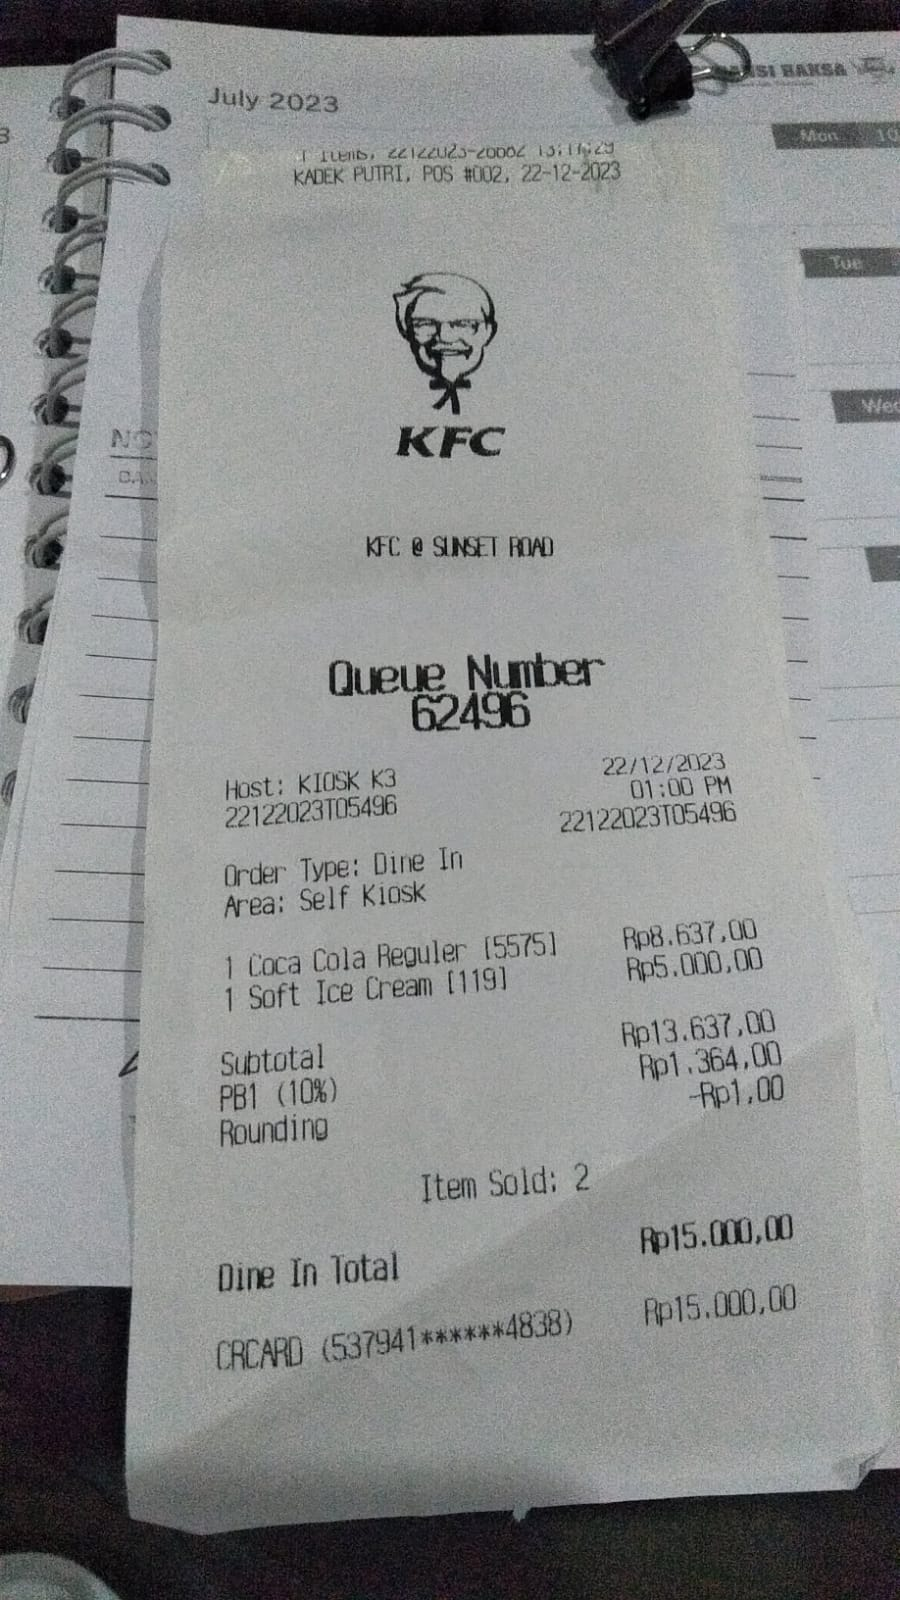 July 2023
KADEK PUTRI, POS #002, 22-12-2023
KFC
KFC @ SUNSET ROAD
Queue Number
62496
Host: KIOSK K3 22/12/2023
01:00 PM
22122023T05496 22122023T05496
Order Type: Dine In
Area: Self Kiosk
1 Coca Cola Reguler [5575] Rp8.637,00
1 Soft Ice Cream [119] Rp5.000,00
Subtotal Rp13.637,00
PB1 (10%) Rp1.364,00
Rounding -Rp1,00
Item Sold: 2
Dine In Total Rp15.000,00
CRCARD (537941******4838) Rp15.000,00
Mon 10
Tue
Wed